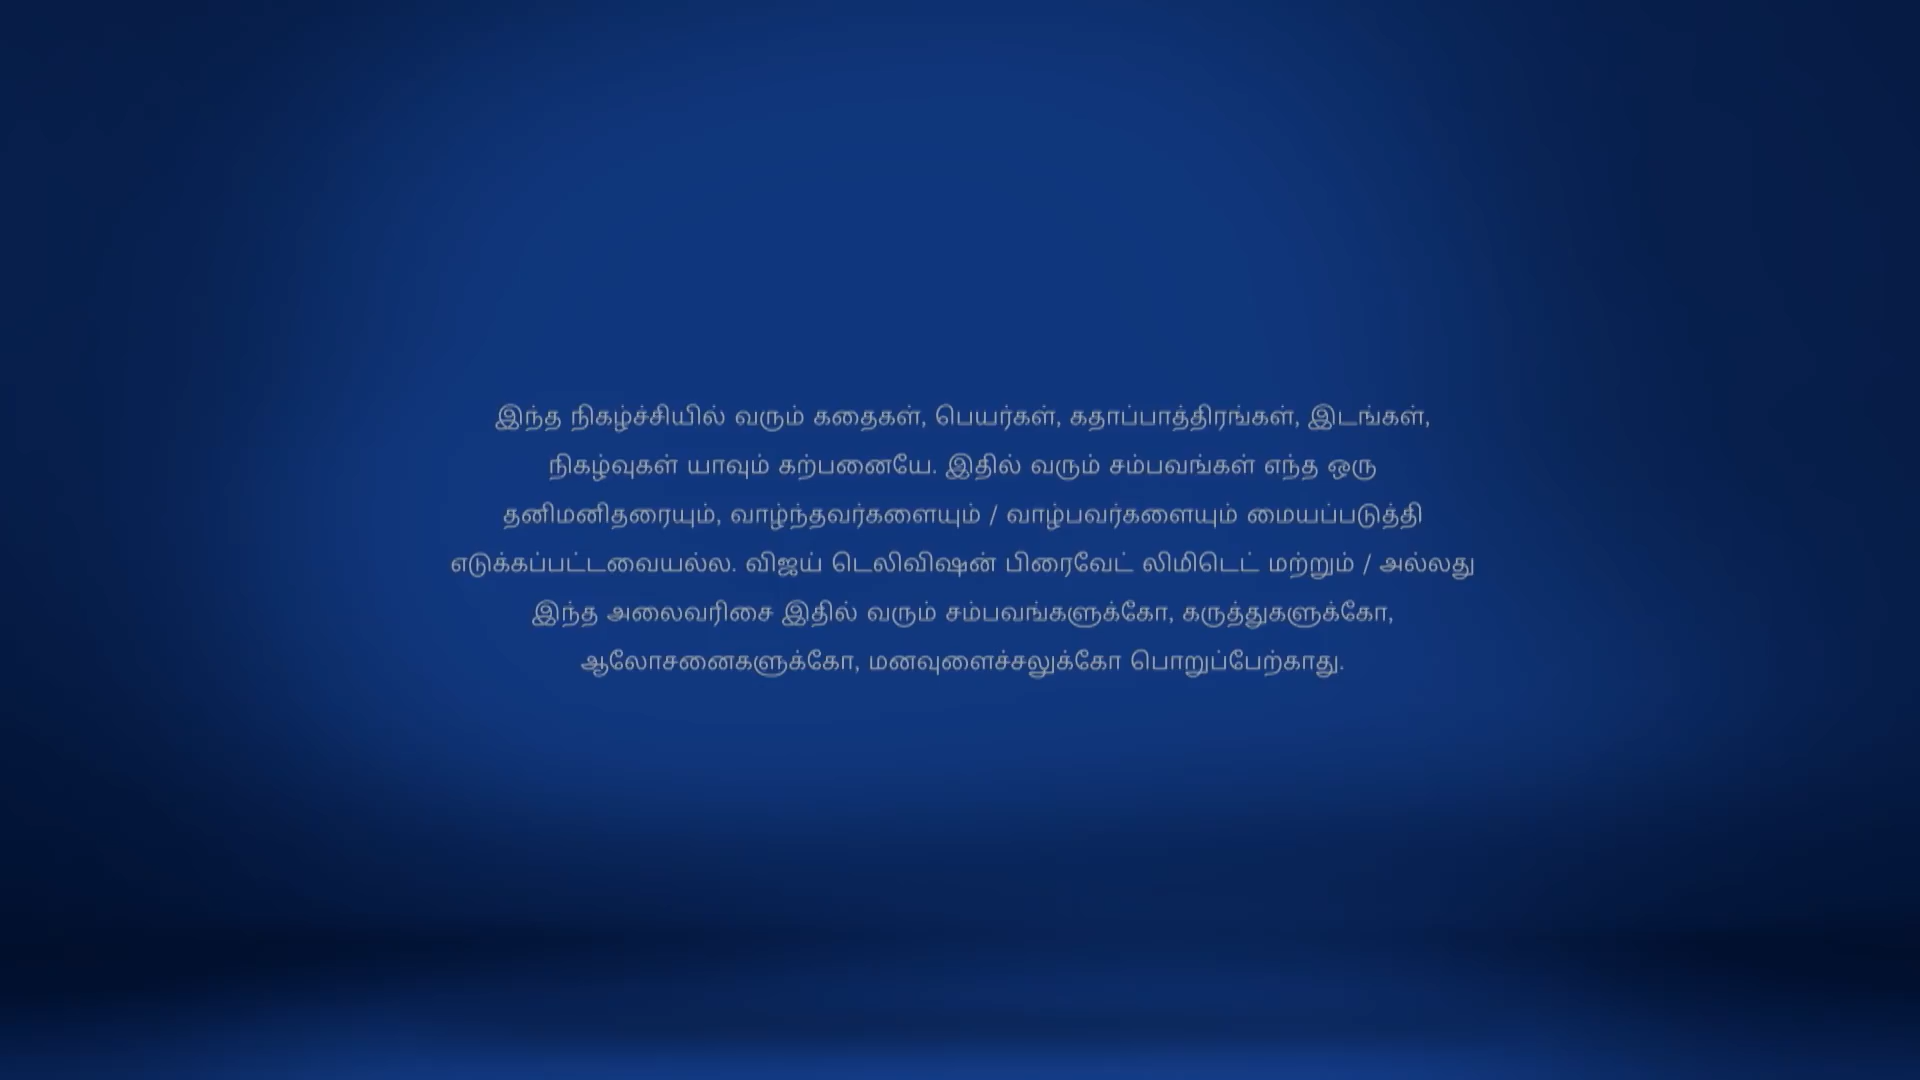 இந்த நிகழ்ச்சியில் வரும் கதைகள், பெயர்கள், கதாப்பாத்திரங்கள், இடங்கள்,
நிகழ்வுகள் யாவும் கற்பனையே. இதில் வரும் சம்பவங்கள் எந்த ஒரு
தனிமனிதரையும், வாழ்ந்தவர்களையும் / வாழ்பவர்களையும் மையப்படுத்தி
எடுக்கப்பட்டவையல்ல. விஜய் டெலிவிஷன் பிரைவேட் லிமிடெட் மற்றும் / அல்லது
இந்த அலைவரிசை இதில் வரும் சம்பவங்களுக்கோ, கருத்துகளுக்கோ,
ஆலோசனைகளுக்கோ, மனவுளைச்சலுக்கோ பொறுப்பேற்காது.